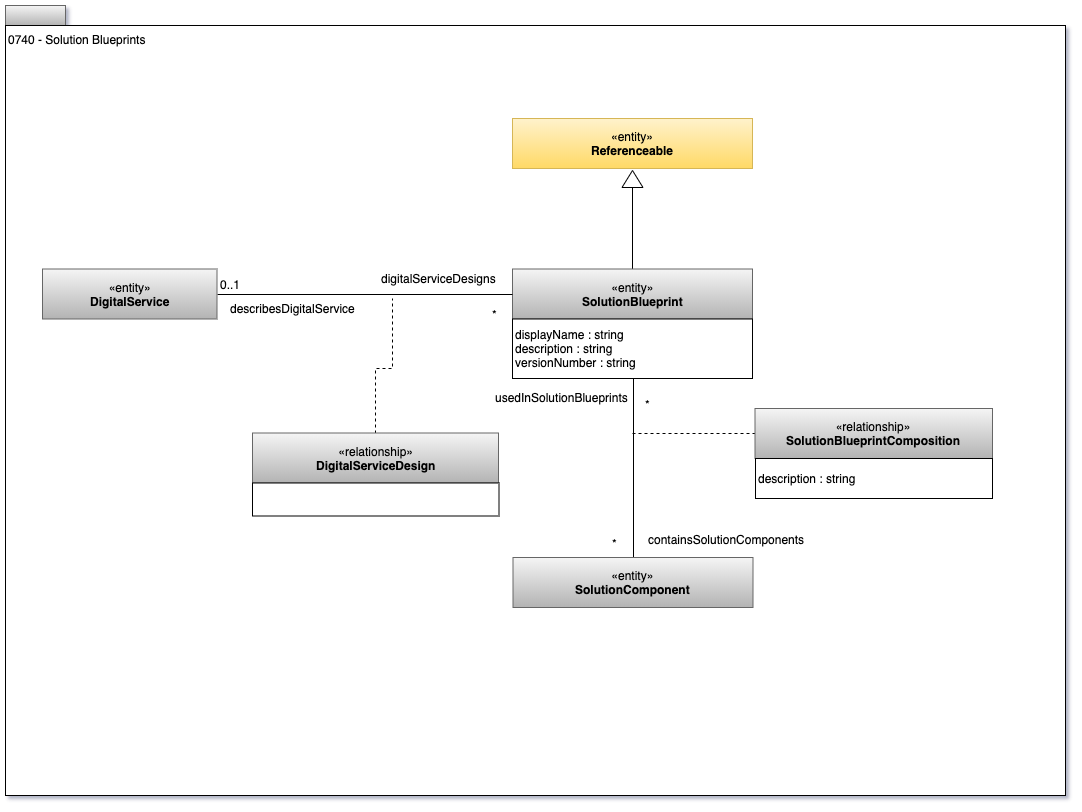 0740 - Solution Blueprints
«entity»
Referenceable
«entity»
DigitalService
0..1
describesDigitalService
digitalServiceDesigns
*
«entity»
SolutionBlueprint
displayName : string
description : string
versionNumber : string
usedInSolutionBlueprints
*
«relationship»
DigitalServiceDesign
«relationship»
SolutionBlueprintComposition
description : string
*
containsSolutionComponents
«entity»
SolutionComponent